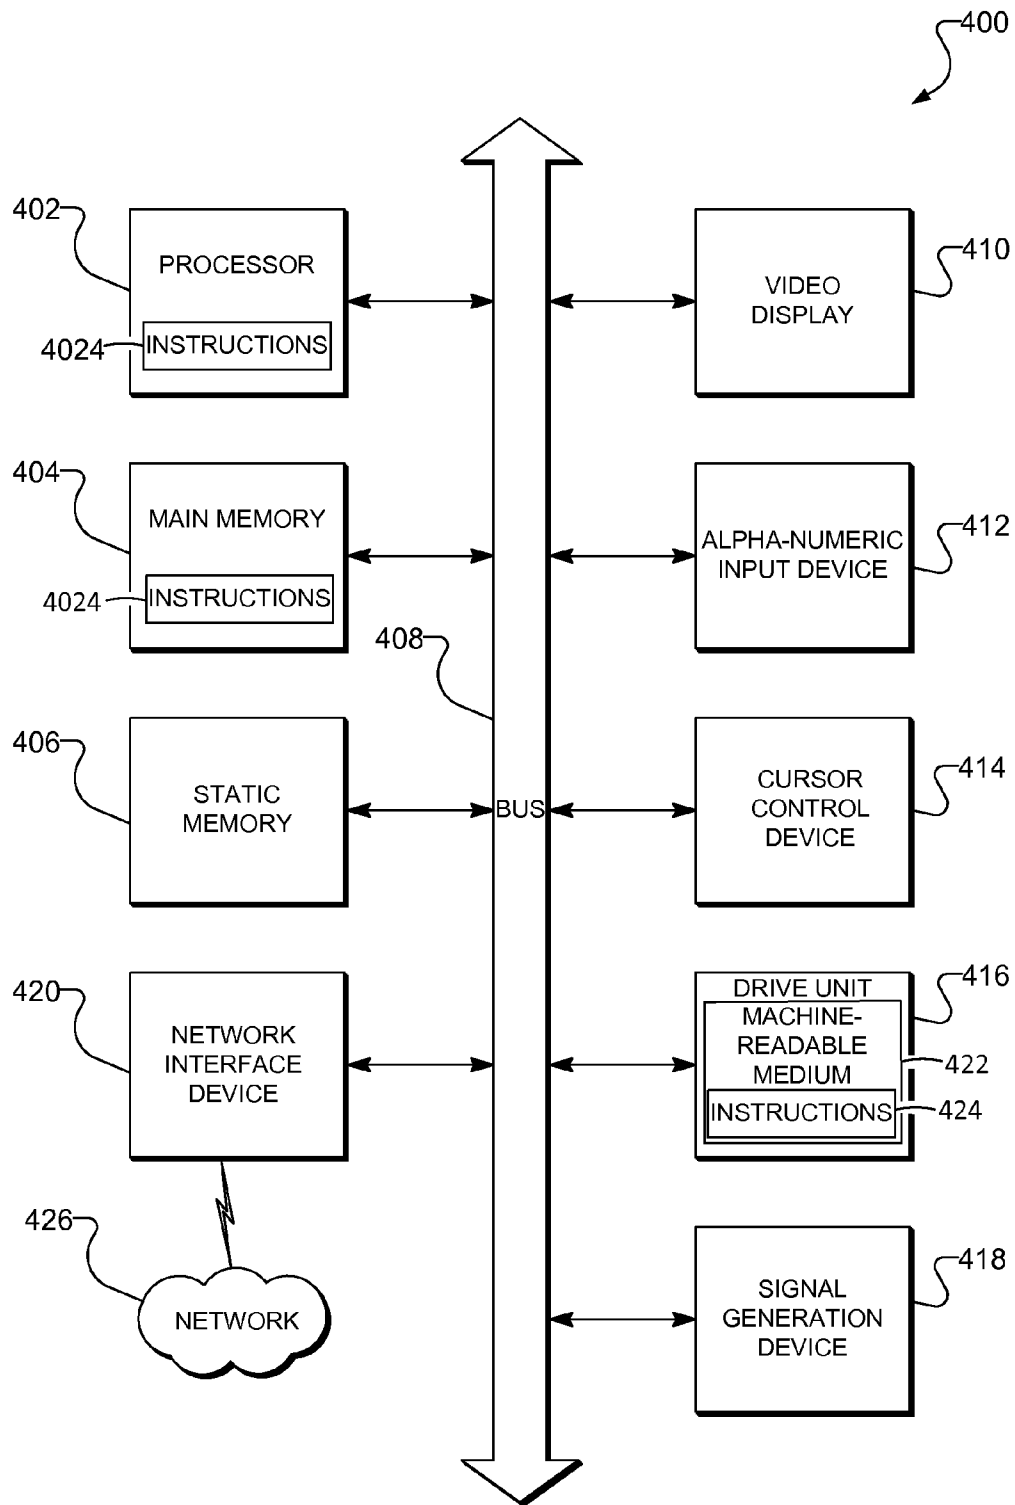 400
402
PROCESSOR
4024
INSTRUCTIONS
410
VIDEO
DISPLAY
404
MAIN MEMORY
4024
INSTRUCTIONS
412
ALPHA-NUMERIC
INPUT DEVICE
408
406
STATIC
MEMORY
BUS
414
CURSOR
CONTROL
DEVICE
420
NETWORK
INTERFACE
DEVICE
416
DRIVE UNIT
MACHINE-
READABLE
MEDIUM
422
INSTRUCTIONS
424
426
NETWORK
418
SIGNAL
GENERATION
DEVICE